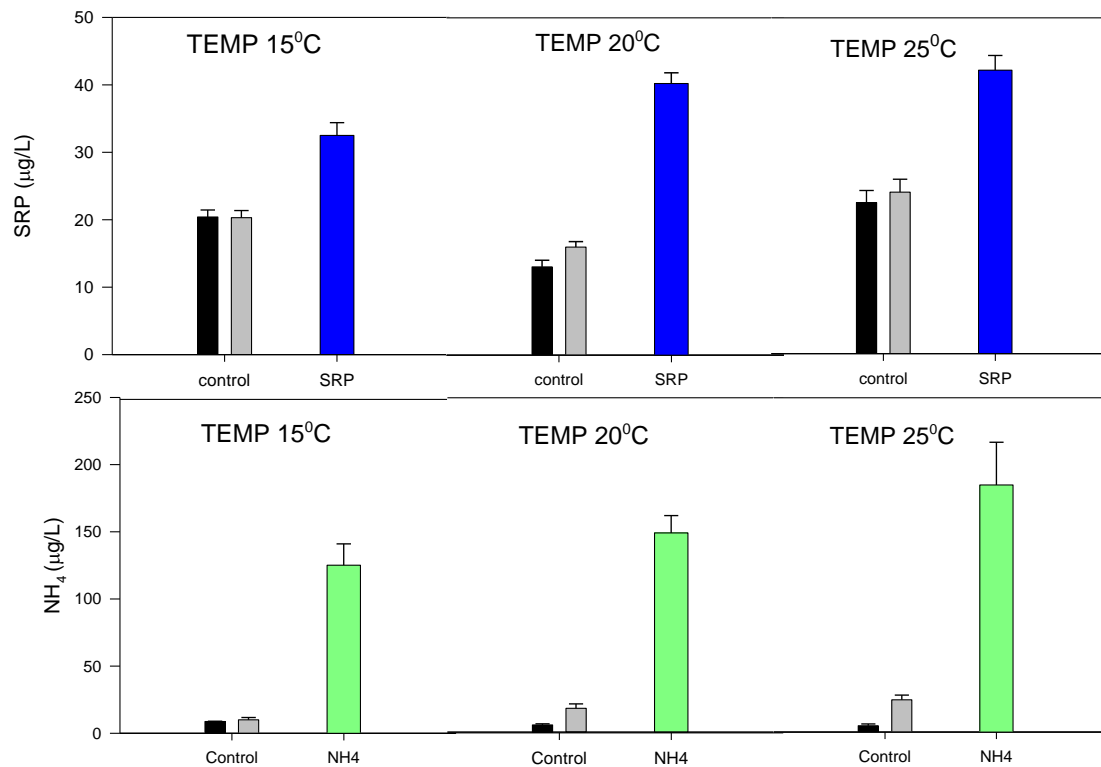 50
40
30
20
10
0
SRP (μg/L)
TEMP 15⁰C
TEMP 20⁰C
TEMP 25⁰C
control
SRP
control
SRP
control
SRP
250
200
150
100
50
0
NH₄ (μg/L)
TEMP 15⁰C
TEMP 20⁰C
TEMP 25⁰C
Control
NH4
Control
NH4
Control
NH4